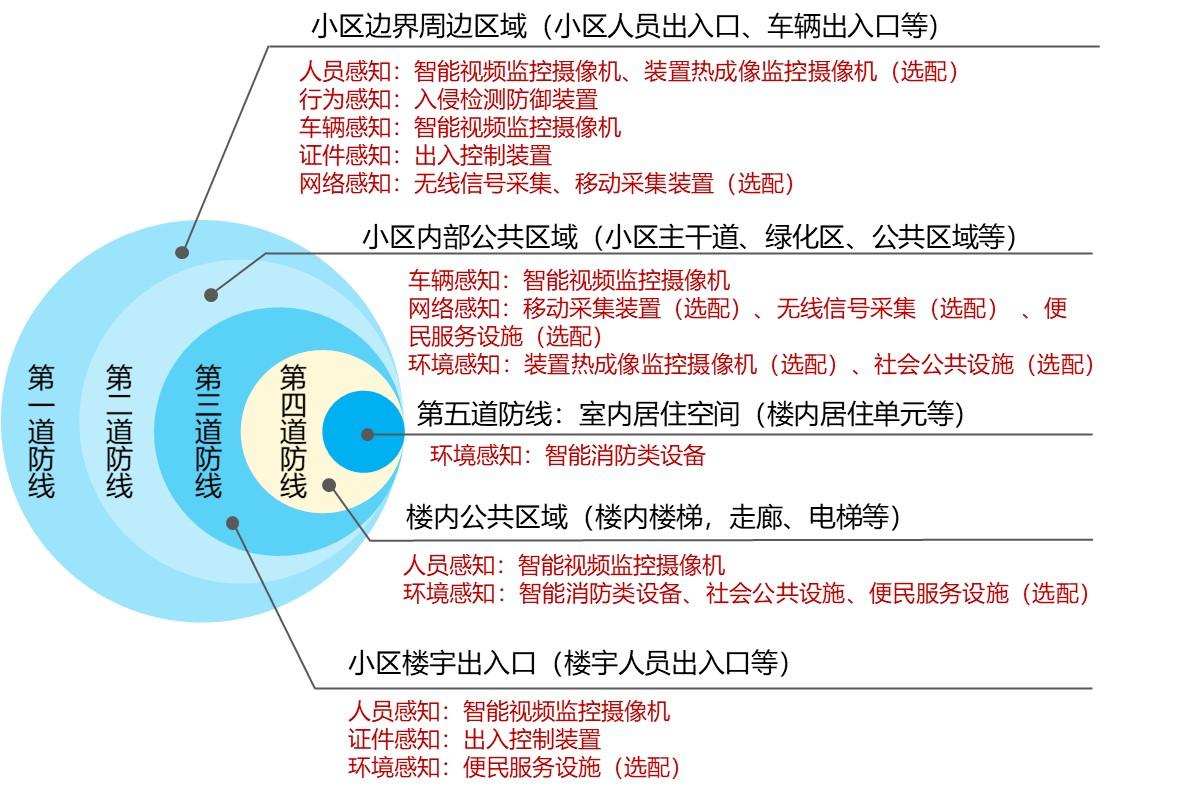 小区边界周边区域（小区人员出入口、车辆出入口等）
人员感知：智能视频监控摄像机、装置热成像监控摄像机（选配）
行为感知：入侵检测防御装置
车辆感知：智能视频监控摄像机
证件感知：出入控制装置
网络感知：无线信号采集、移动采集装置（选配）
小区内部公共区域（小区主干道、绿化区、公共区域等）
车辆感知：智能视频监控摄像机
网络感知：移动采集装置（选配）、无线信号采集（选配） 、便
民服务设施（选配）
环境感知：装置热成像监控摄像机（选配）、社会公共设施（选配）
第一道防线
第二道防线
第三道防线
第四道防线
第五道防线：室内居住空间（楼内居住单元等）
环境感知：智能消防类设备
楼内公共区域（楼内楼梯，走廊、电梯等）
人员感知：智能视频监控摄像机
环境感知：智能消防类设备、社会公共设施、便民服务设施（选配）
小区楼宇出入口（楼宇人员出入口等）
人员感知：智能视频监控摄像机
证件感知：出入控制装置
环境感知：便民服务设施（选配）